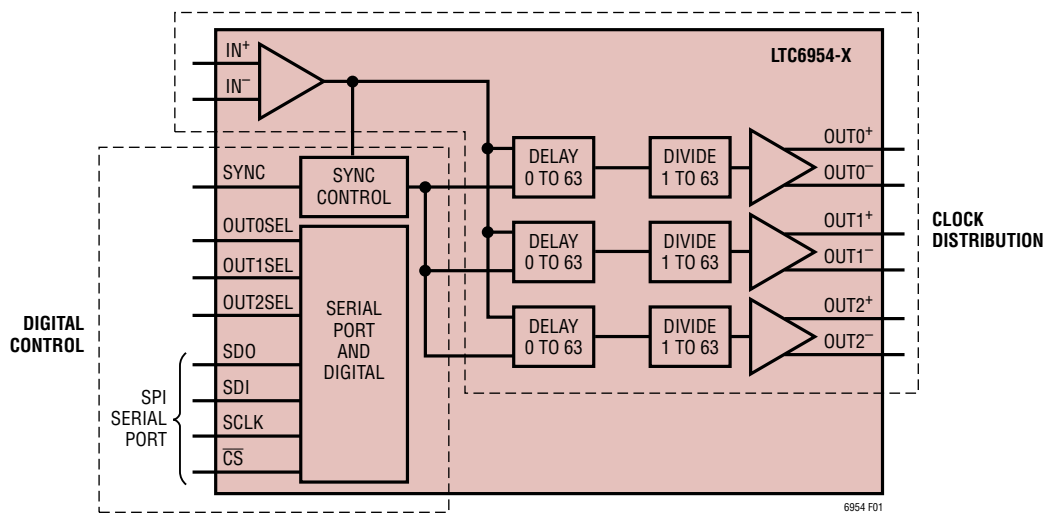 LTC6954-X
IN+
IN–
SYNC
SYNC
CONTROL
OUT0SEL
OUT1SEL
OUT2SEL
SDO
SDI
SCLK
CS
SERIAL
PORT
AND
DIGITAL
DIGITAL
CONTROL
SPI
SERIAL
PORT
DELAY
0 TO 63
DIVIDE
1 TO 63
OUT0+
OUT0–
DELAY
0 TO 63
DIVIDE
1 TO 63
OUT1+
OUT1–
DELAY
0 TO 63
DIVIDE
1 TO 63
OUT2+
OUT2–
CLOCK
DISTRIBUTION
6954 F01